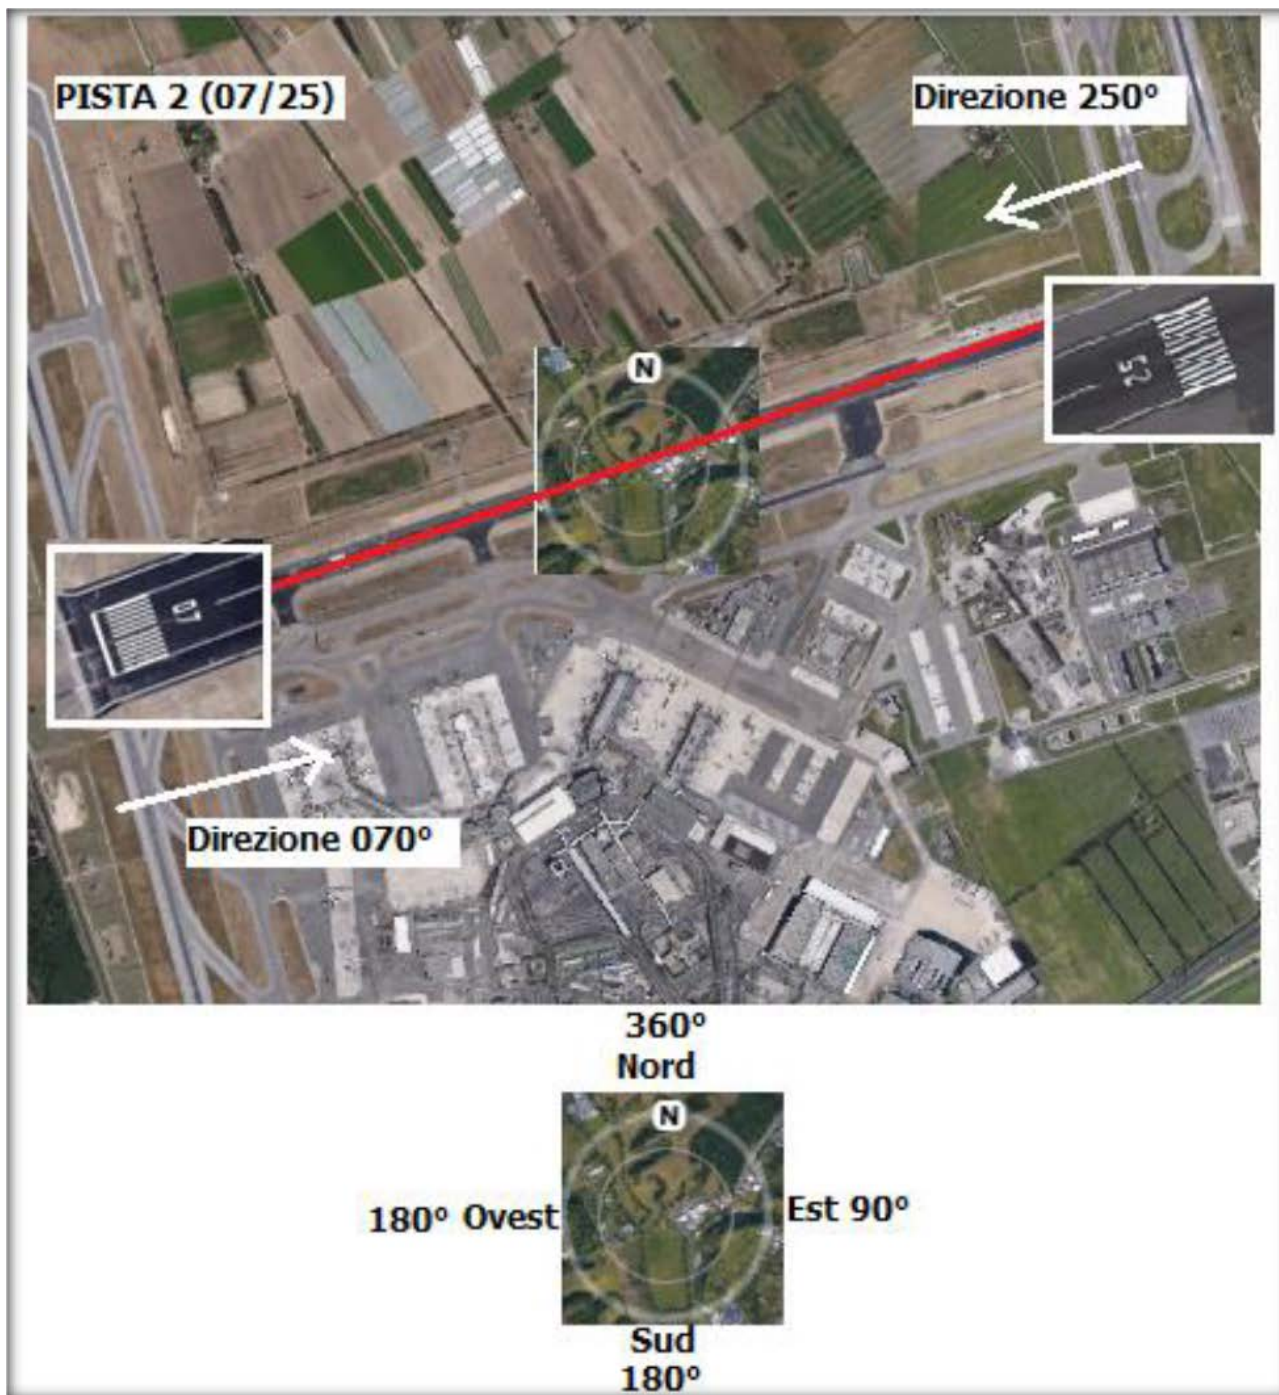 PISTA 2 (07/25)
Direzione 250°
N
25
07
Direzione 070°
360°
Nord
N
180° Ovest
Est 90°
Sud
180°